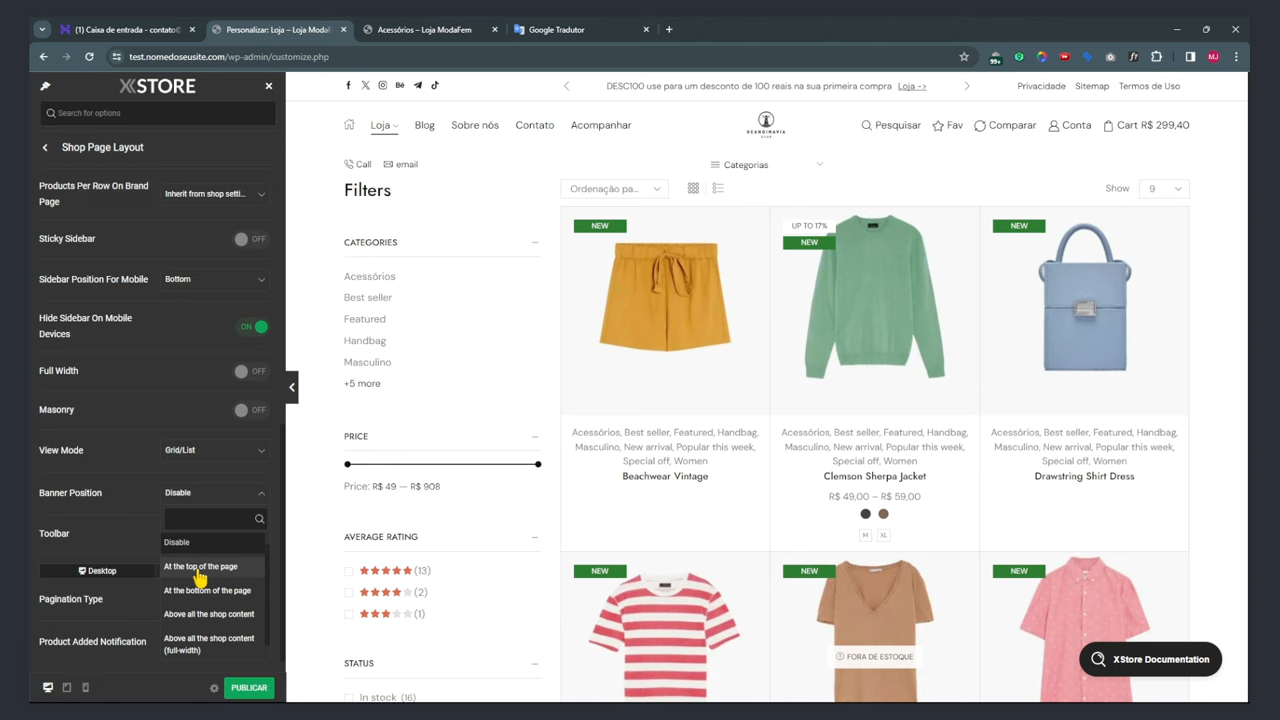 (1) Caixa de entrada – contato©
Personalizar: Loja – Loja ModaF
Acessórios – Loja ModaFem
Google Tradutor
test.nomedoseusite.com/wp-admin/customize.php
99+
MJ
XSTORE
Search for options
Shop Page Layout
Products Per Row On Brand
Page
Inherit from shop setti...
Sticky Sidebar
OFF
Sidebar Position For Mobile
Bottom
Hide Sidebar On Mobile
Devices
ON
Full Width
OFF
Masonry
OFF
View Mode
Grid/List
Banner Position
Disable
Toolbar
Disable
At the top of the page
Desktop
At the bottom of the page
Pagination Type
Above all the shop content
Product Added Notification
Above all the shop content
(full-width)
PUBLICAR
DESC100 use para um desconto de 100 reais na sua primeira compra Loja ->
Privacidade Sitemap Termos de Uso
Loja Blog Sobre nós Contato Acompanhar
SCANDINAVIA
CLUB
Pesquisar Fav Comparar Conta Cart R$ 299,40
Call email
Categorias
Filters
Ordenação pa...
Show 9
CATEGORIES
Acessórios
Best seller
Featured
Handbag
Masculino
+5 more
PRICE
Price: R$ 49 — R$ 908
AVERAGE RATING
(13)
(2)
(1)
STATUS
In stock (16)
NEW
Acessórios, Best seller, Featured, Handbag,
Masculino, New arrival, Popular this week,
Special off, Women
Beachwear Vintage
UP TO 17%
NEW
Acessórios, Best seller, Featured, Handbag,
Masculino, New arrival, Popular this week,
Special off, Women
Clemson Sherpa Jacket
R$ 49,00 – R$ 59,00
M XL
NEW
Acessórios, Best seller, Featured, Handbag,
Masculino, New arrival, Popular this week,
Special off, Women
Drawstring Shirt Dress
NEW
NEW
FORA DE ESTOQUE
NEW
XStore Documentation